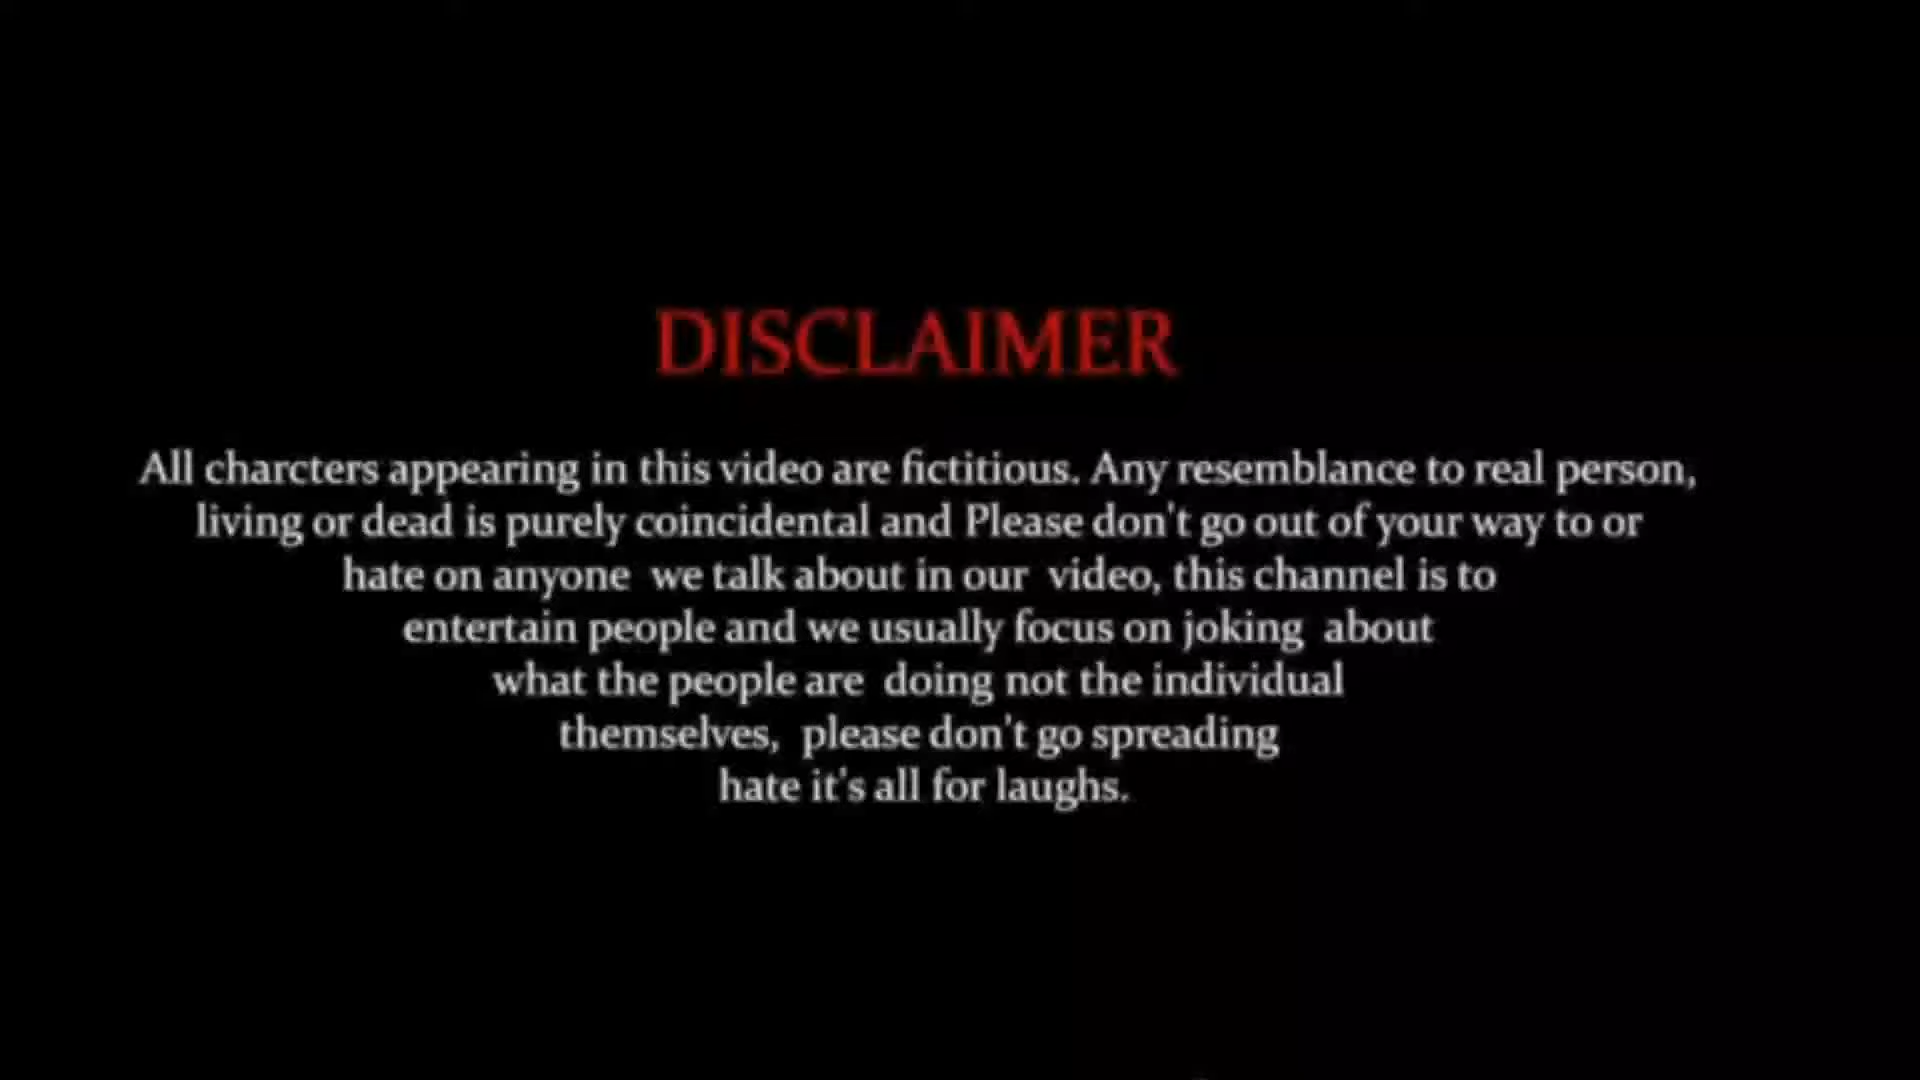 DISCLAIMER
All charcters appearing in this video are fictitious. Any resemblance to real person,
living or dead is purely coincidental and Please don't go out of your way to or
hate on anyone we talk about in our video, this channel is to
entertain people and we usually focus on joking about
what the people are doing not the individual
themselves, please don't go spreading
hate it's all for laughs.